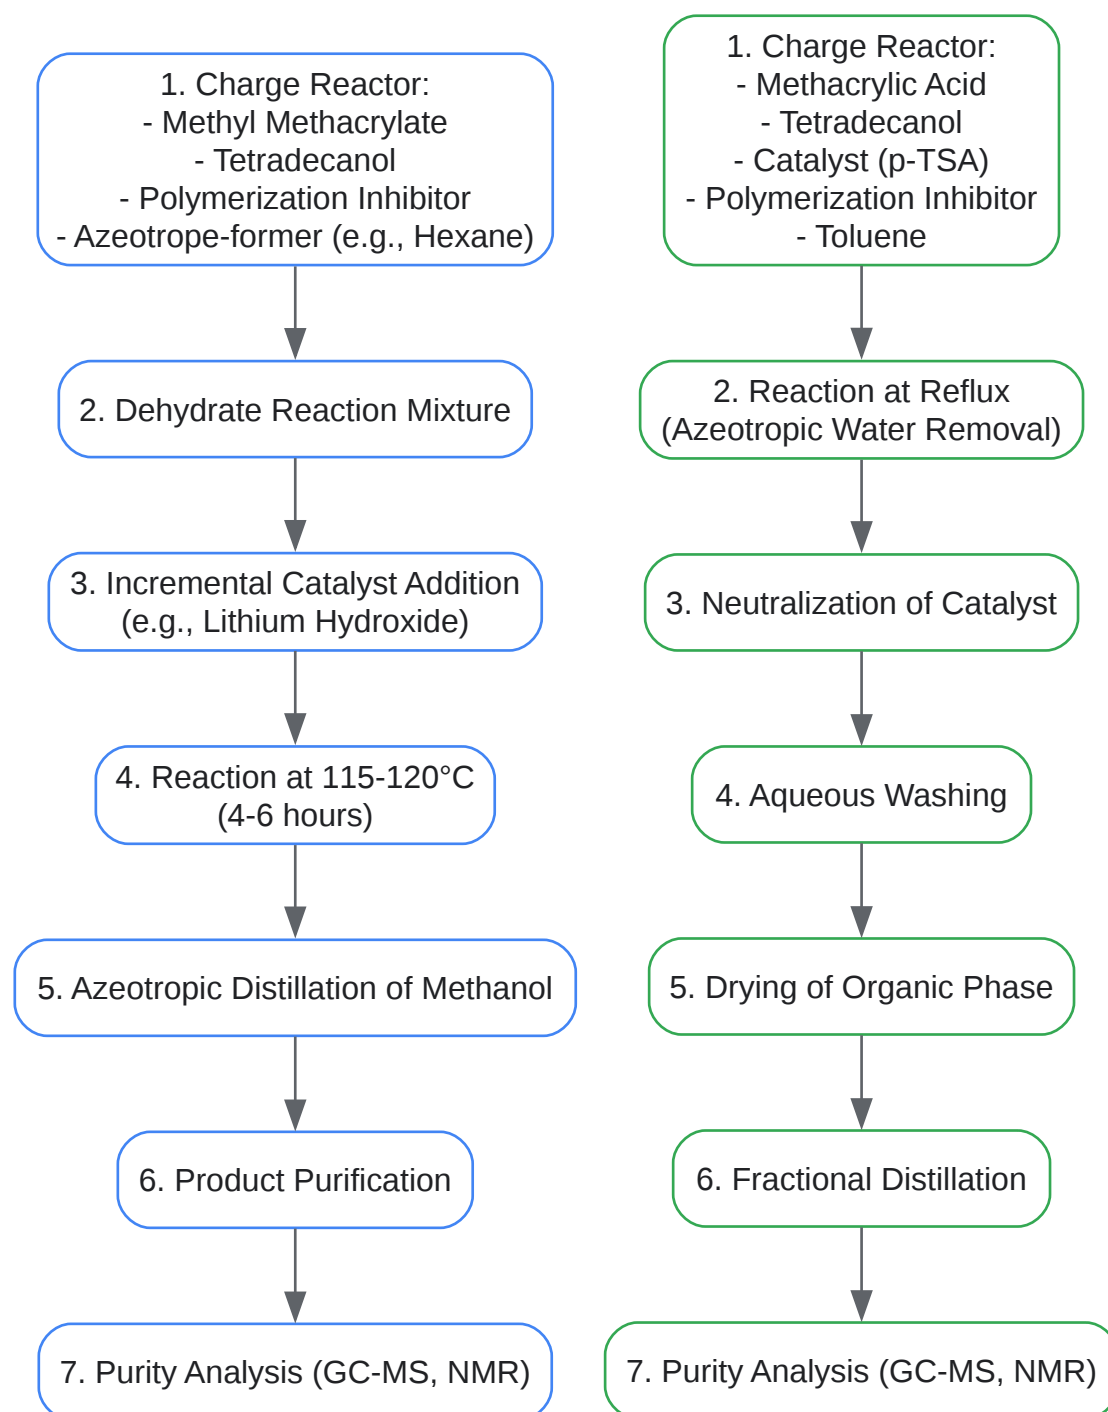 1. Charge Reactor:
- Methyl Methacrylate
- Tetradecanol
- Polymerization Inhibitor
- Azeotrope-former (e.g., Hexane)
2. Dehydrate Reaction Mixture
3. Incremental Catalyst Addition
(e.g., Lithium Hydroxide)
4. Reaction at 115-120°C
(4-6 hours)
5. Azeotropic Distillation of Methanol
6. Product Purification
7. Purity Analysis (GC-MS, NMR)
1. Charge Reactor:
- Methacrylic Acid
- Tetradecanol
- Catalyst (p-TSA)
- Polymerization Inhibitor
- Toluene
2. Reaction at Reflux
(Azeotropic Water Removal)
3. Neutralization of Catalyst
4. Aqueous Washing
5. Drying of Organic Phase
6. Fractional Distillation
7. Purity Analysis (GC-MS, NMR)